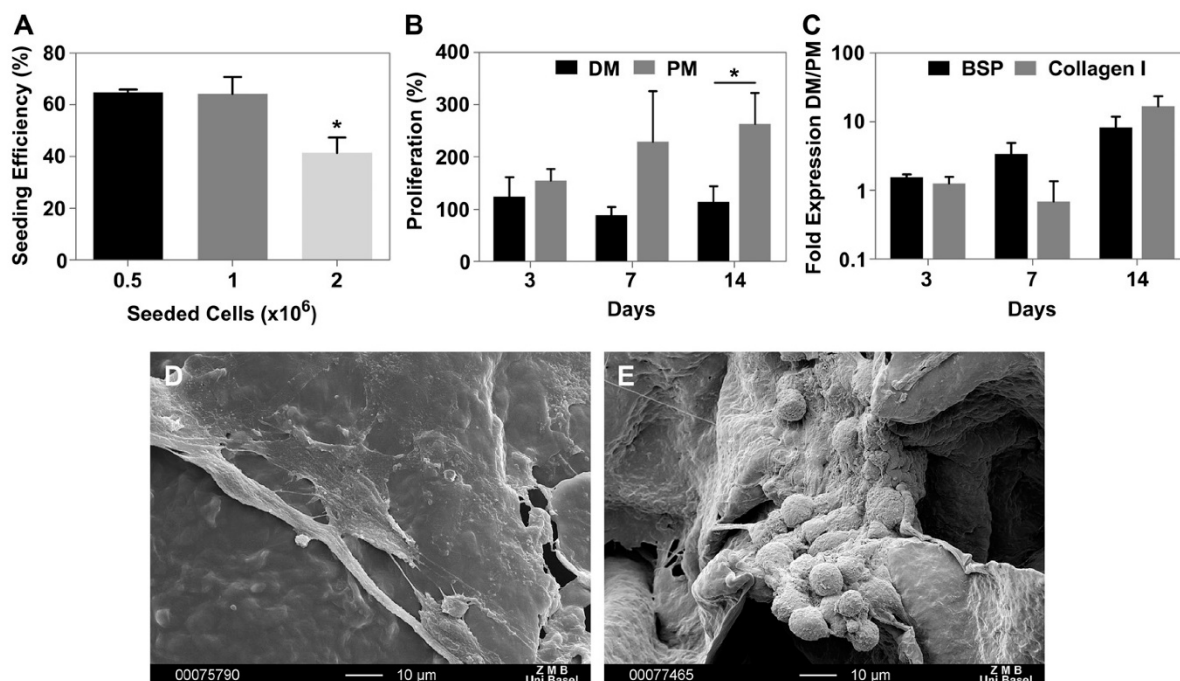 A
Seeding Efficiency (%)
80
60
40
20
0
*
0.5 1 2
Seeded Cells (x10⁶)
B
Proliferation (%)
400
300
200
100
0
DM PM
*
3 7 14
Days
C
Fold Expression DM/PM
100
10
1
0.1
BSP Collagen I
3 7 14
Days
D
00075790 10 µm Z M B
Uni Basel
E
00077465 10 µm Z M B
Uni Basel